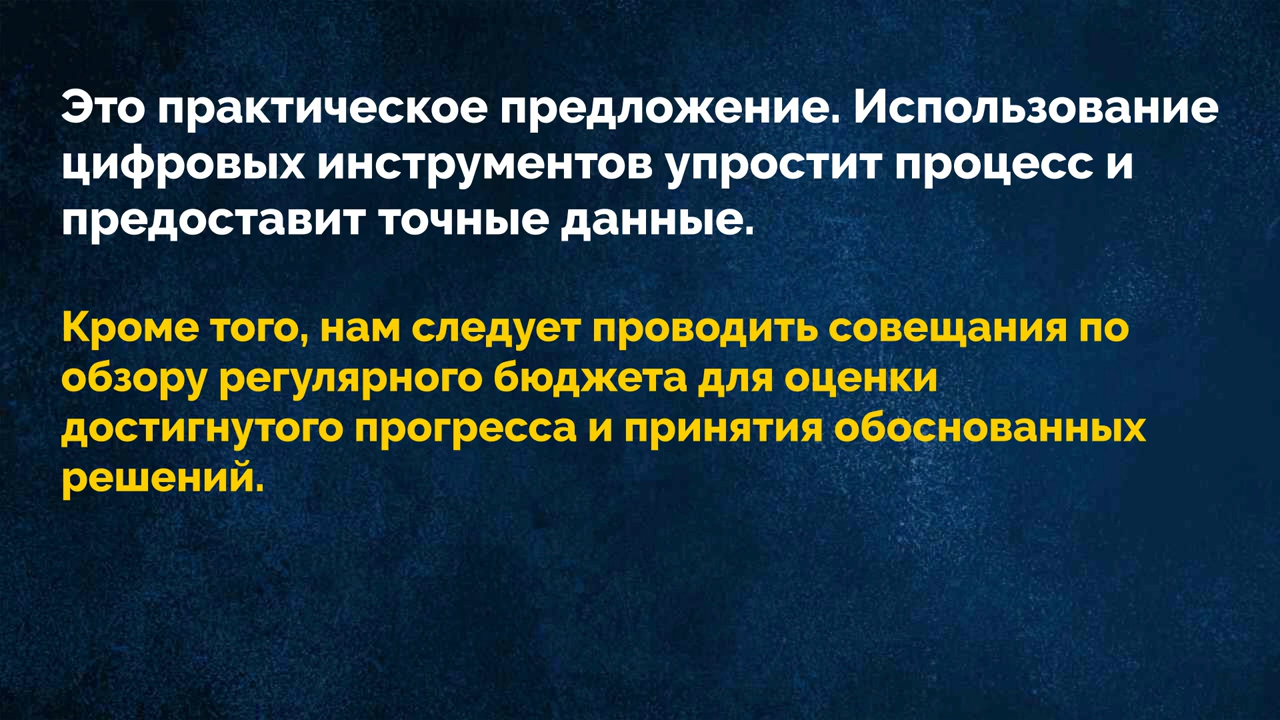 Это практическое предложение. Использование
цифровых инструментов упростит процесс и
предоставит точные данные.
Кроме того, нам следует проводить совещания по
обзору регулярного бюджета для оценки
достигнутого прогресса и принятия обоснованных
решений.